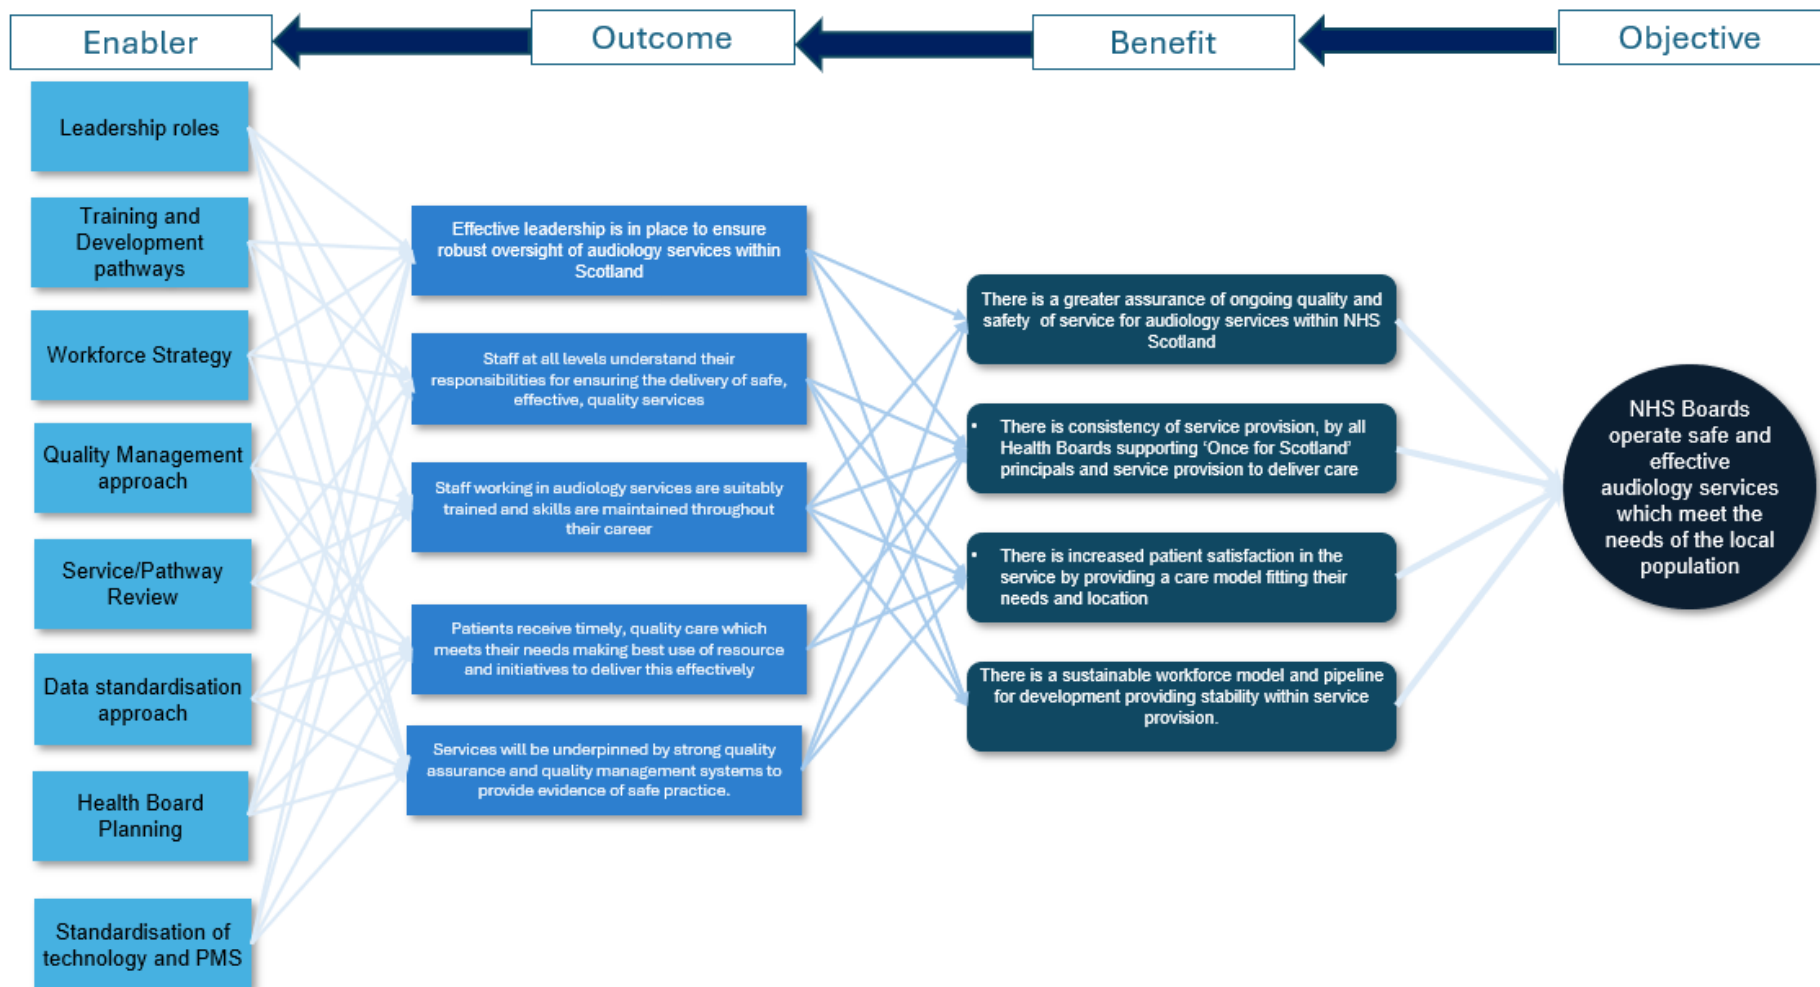 Enabler
Outcome
Benefit
Objective
Leadership roles
Training and
Development
pathways
Workforce Strategy
Quality Management
approach
Service/Pathway
Review
Data standardisation
approach
Health Board
Planning
Standardisation of
technology and PMS
Effective leadership is in place to ensure
robust oversight of audiology services within
Scotland
Staff at all levels understand their
responsibilities for ensuring the delivery of safe,
effective, quality services
Staff working in audiology services are suitably
trained and skills are maintained throughout
their career
Patients receive timely, quality care which
meets their needs making best use of resource
and initiatives to deliver this effectively
Services will be underpinned by strong quality
assurance and quality management systems to
provide evidence of safe practice.
There is a greater assurance of ongoing quality and
safety of service for audiology services within NHS
Scotland
▪ There is consistency of service provision, by all
Health Boards supporting ‘Once for Scotland’
principals and service provision to deliver care
▪ There is increased patient satisfaction in the
service by providing a care model fitting their
needs and location
There is a sustainable workforce model and pipeline
for development providing stability within service
provision.
NHS Boards
operate safe and
effective
audiology services
which meet the
needs of the local
population